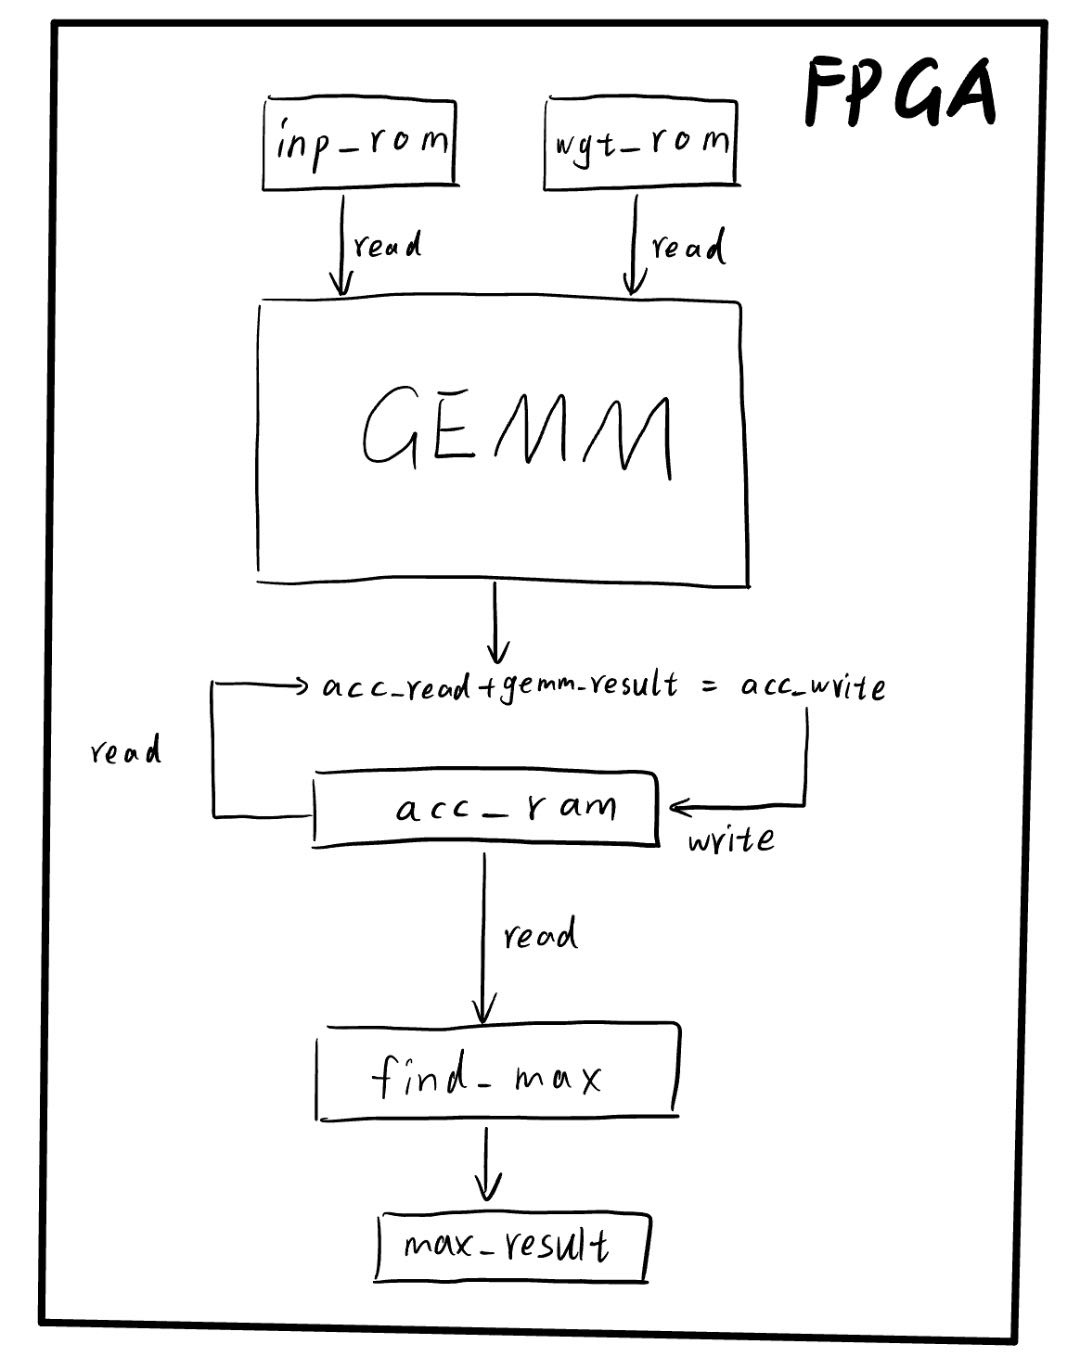 FPGA
inp_rom
wgt_rom
read
read
GEMM
acc_read+gemm_result = acc_write
read
acc_ram
write
read
find_max
max_result